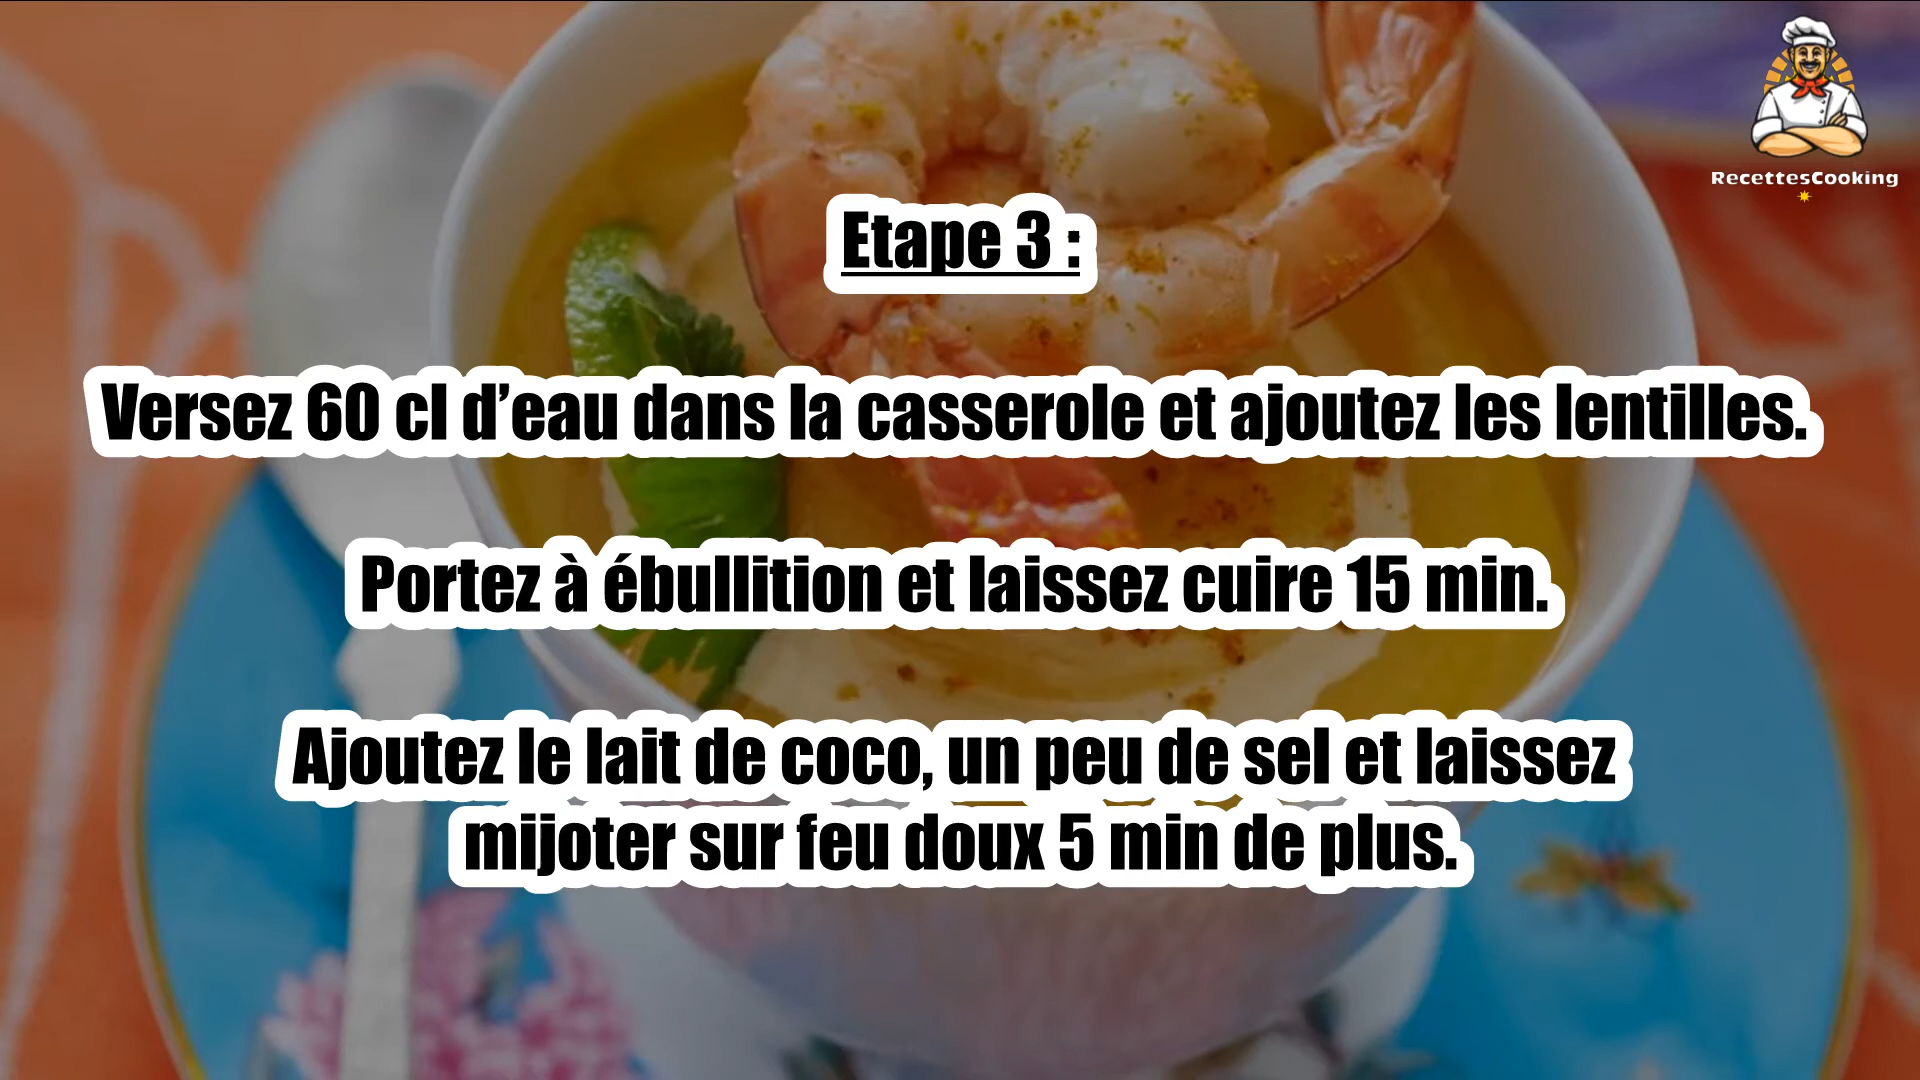 RecettesCooking
Etape 3 :
Versez 60 cl d’eau dans la casserole et ajoutez les lentilles.
Portez à ébullition et laissez cuire 15 min.
Ajoutez le lait de coco, un peu de sel et laissez
mijoter sur feu doux 5 min de plus.